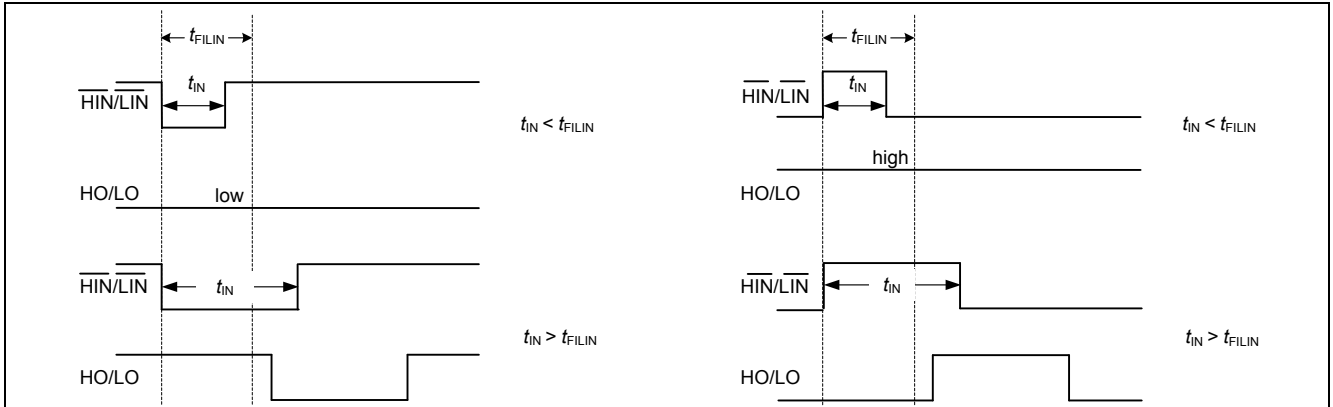 tFILIN
tIN
HIN/LIN
tIN < tFILIN
HO/LO
low
HIN/LIN
tIN
tIN > tFILIN
HO/LO
tFILIN
tIN
HIN/LIN
tIN < tFILIN
high
HO/LO
HIN/LIN
tIN
tIN > tFILIN
HO/LO